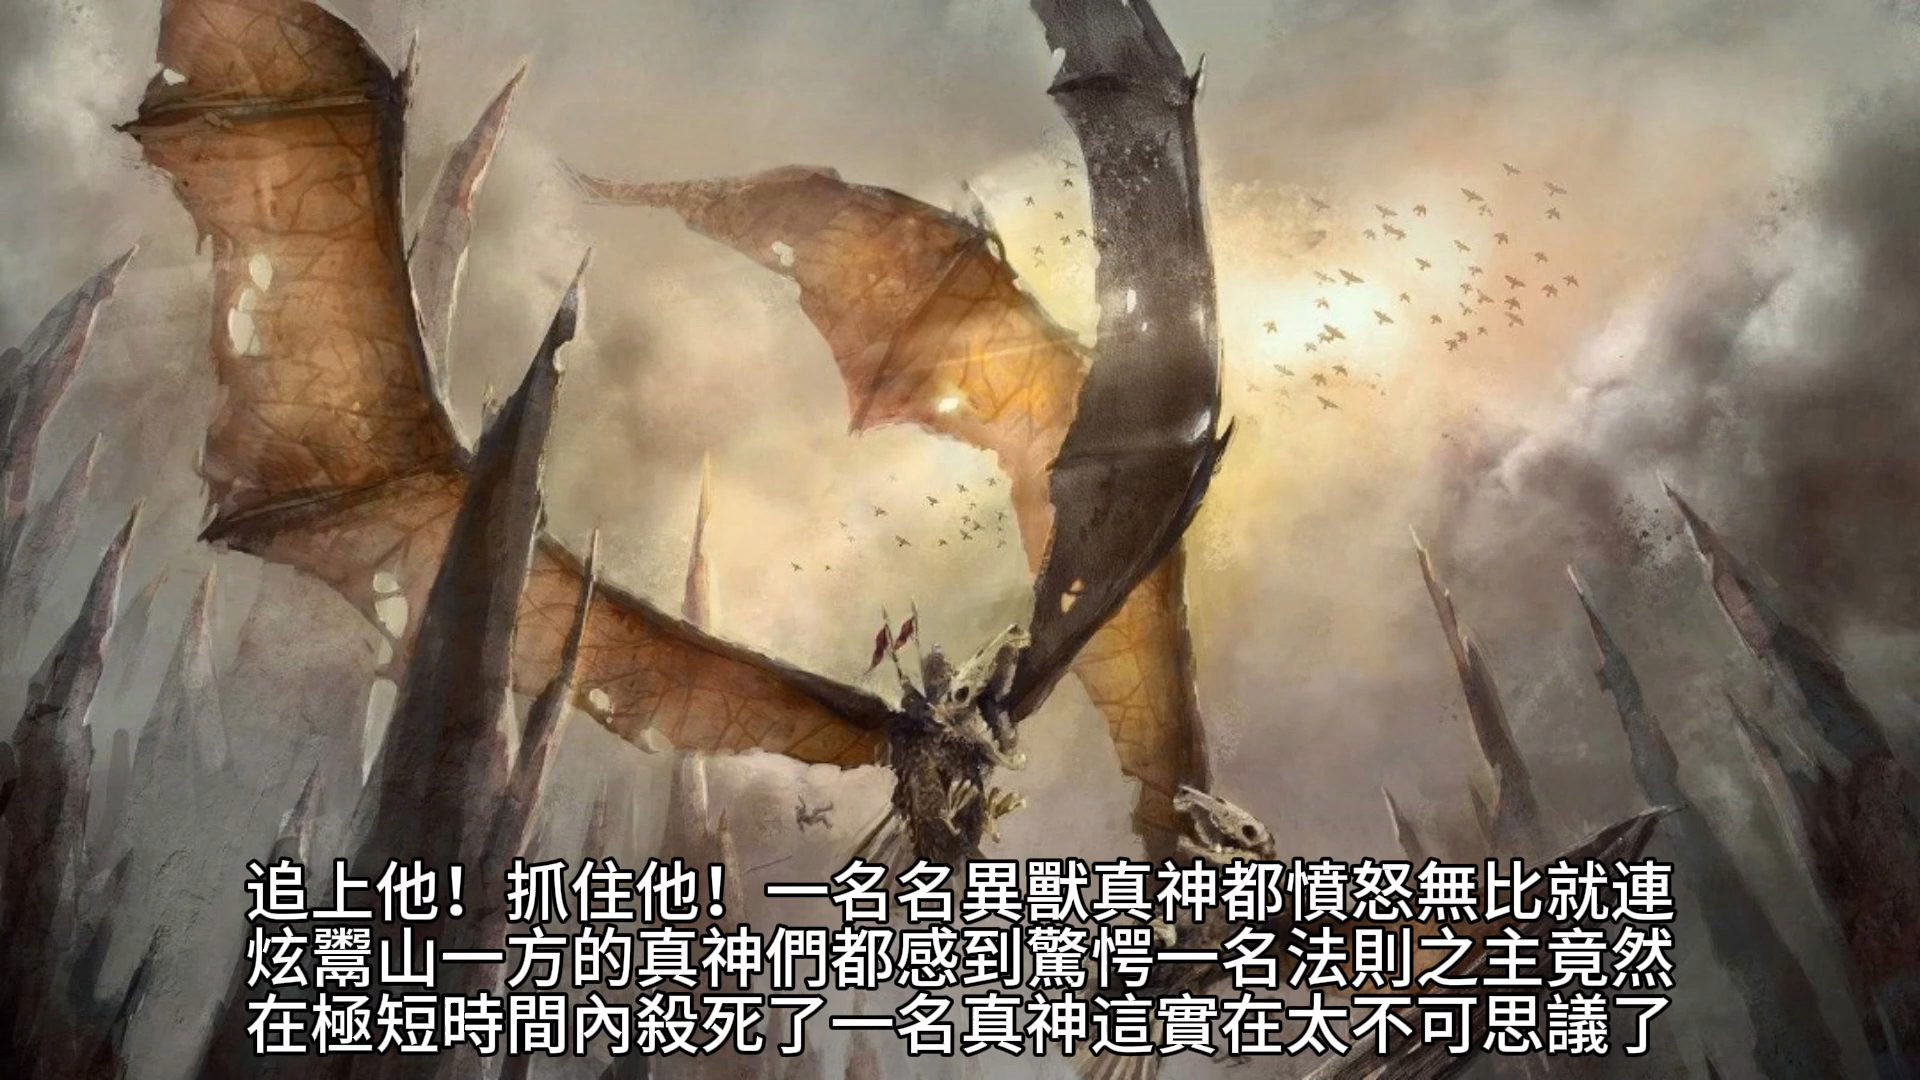 追上他！抓住他！一名名異獸真神都憤怒無比就連
炫鬻山一方的真神們都感到驚愕一名法則之主竟然
在極短時間內殺死了一名真神這實在太不可思議了